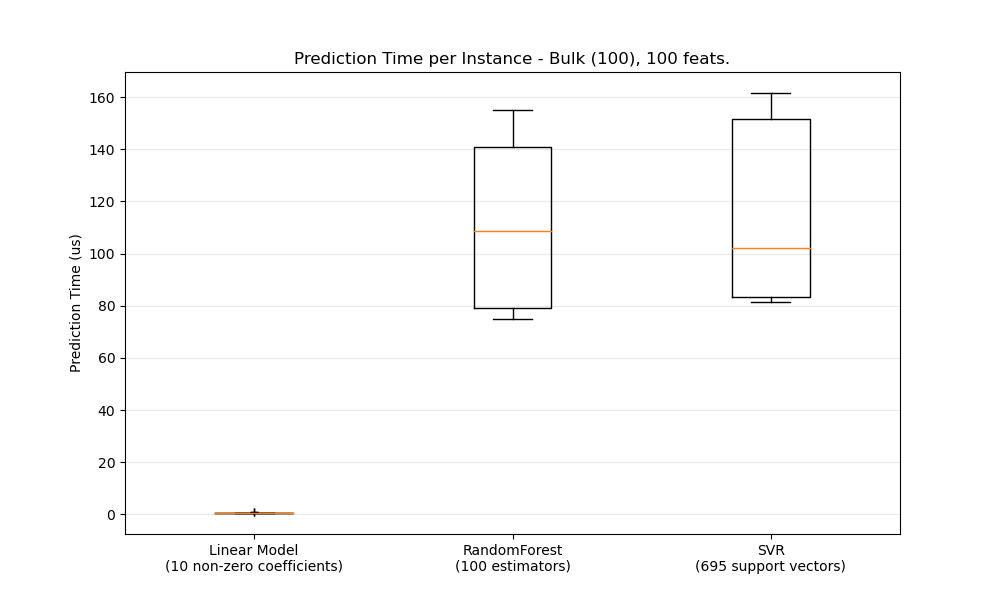 Prediction Time per Instance - Bulk (100), 100 feats.
Prediction Time (us)
160
140
120
100
80
60
40
20
0
Linear Model
(10 non-zero coefficients)
RandomForest
(100 estimators)
SVR
(695 support vectors)